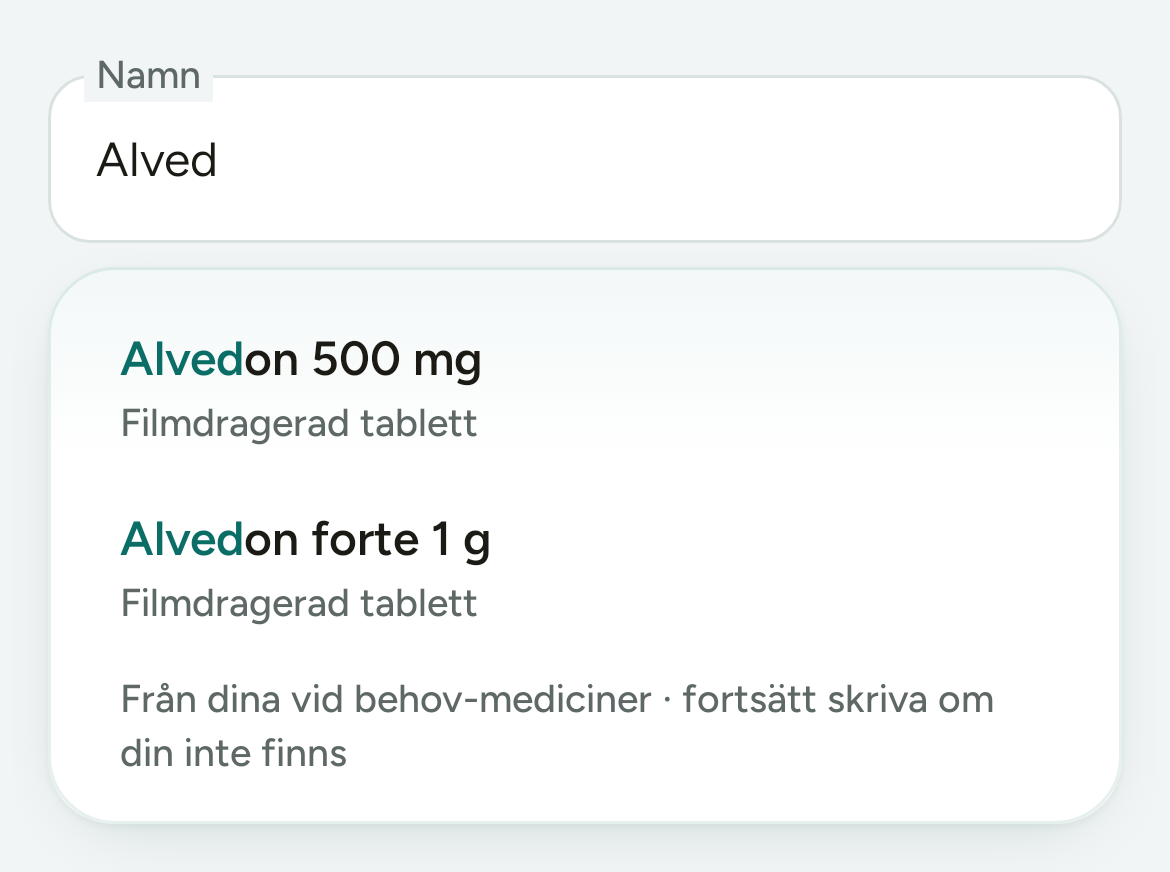 Namn
Alved
Alvedon 500 mg
Filmdragerad tablett
Alvedon forte 1 g
Filmdragerad tablett
Från dina vid behov-mediciner · fortsätt skriva om
din inte finns